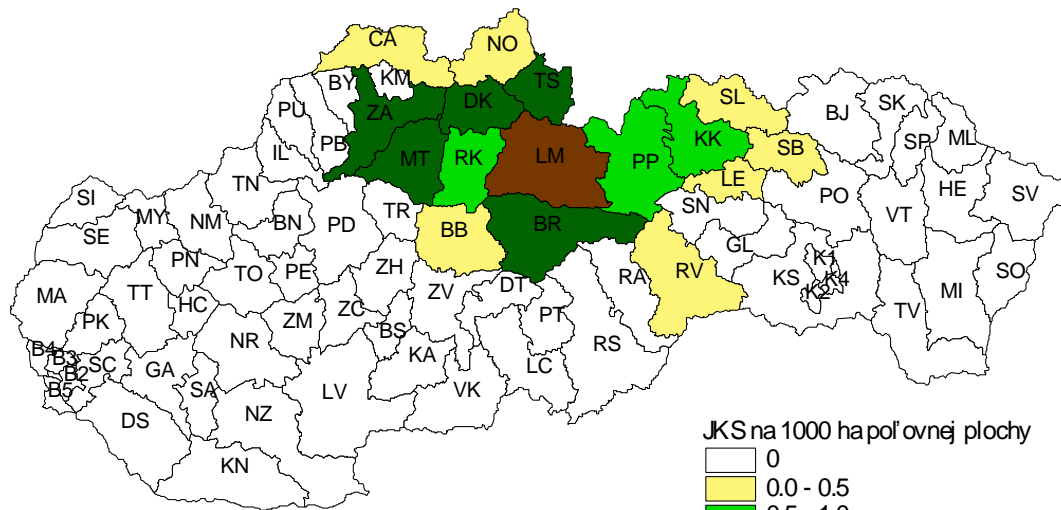 CA
NO
BY
KM
TS
PU
ZA
DK
SL
BJ
SK
PB
IL
MT
RK
LM
PP
KK
SB
SP
ML
TN
LE
PO
HE
SV
SI
MY
NM
BN
PD
TR
BB
BR
SN
VT
SE
PN
TO
PE
ZH
GL
K1
RA
RV
KS
K4
K2
SO
MA
TT
HC
ZM
ZC
ZV
DT
PT
TV
MI
PK
NR
BS
KA
RS
B4
B3
B2
SC
GA
B5
SA
LV
VK
LC
DS
NZ
KN
JKS na 1000 ha poľovnej plochy
0
0.0 - 0.5